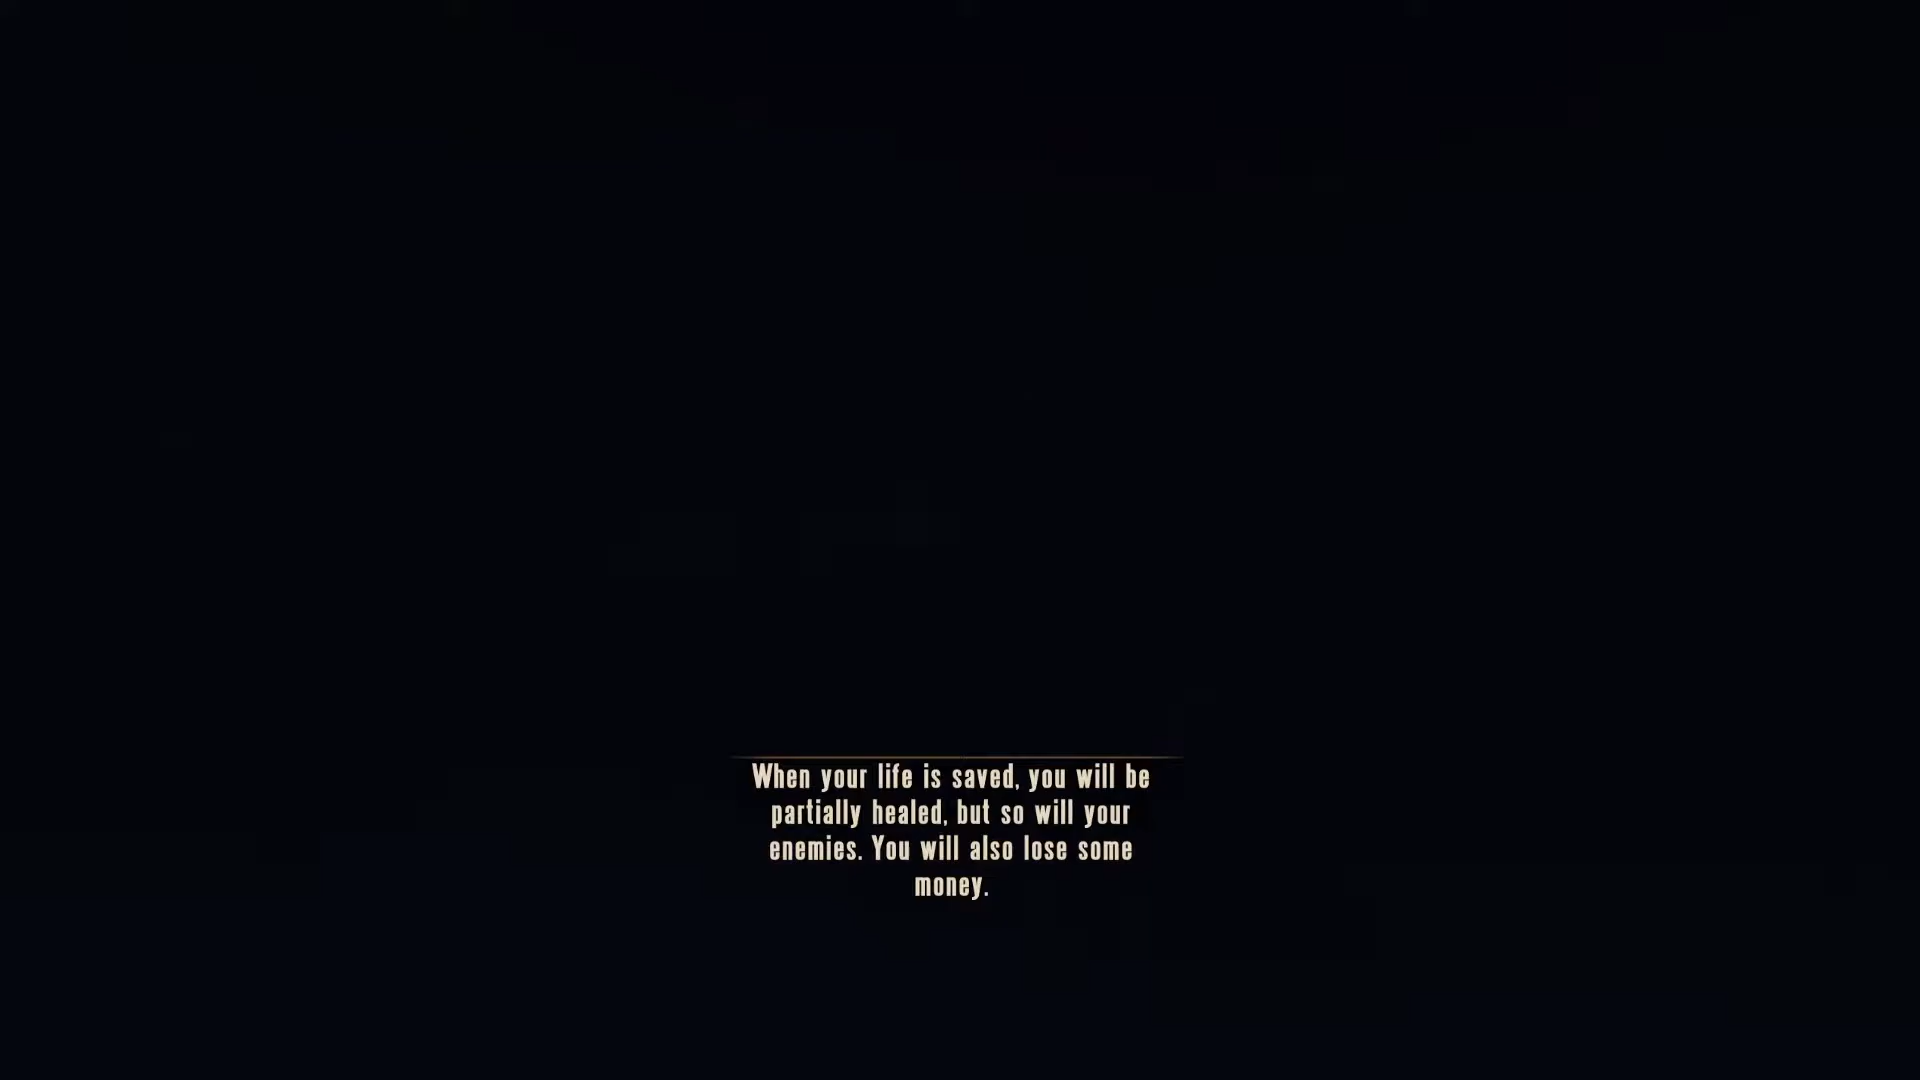 When your life is saved, you will be
partially healed, but so will your
enemies. You will also lose some
money.